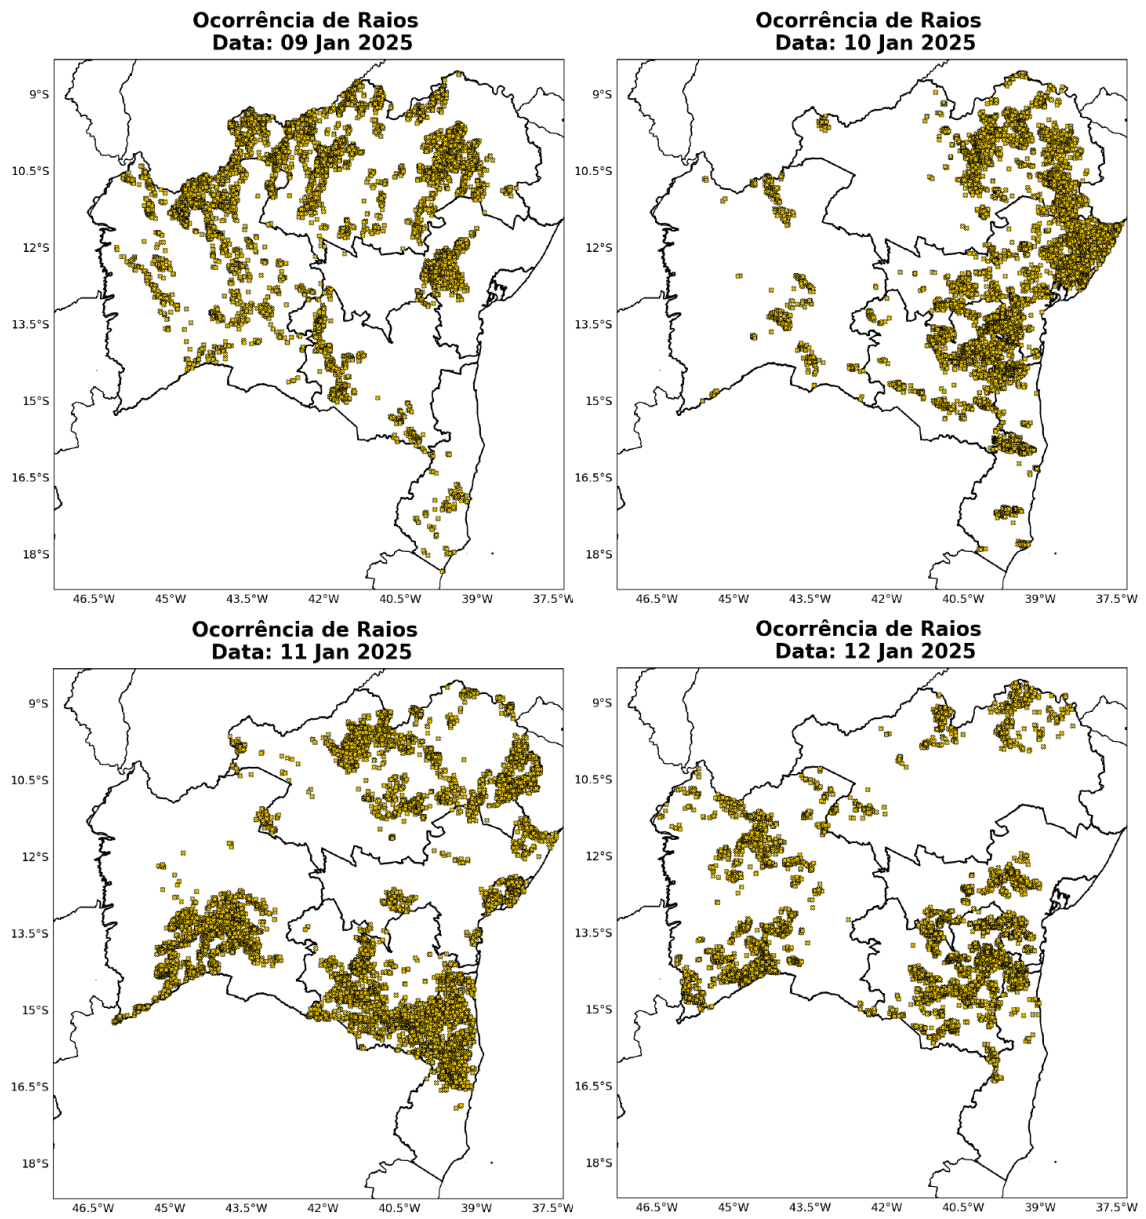 Ocorrência de Raios
Data: 09 Jan 2025
9°S
10.5°S
12°S
13.5°S
15°S
16.5°S
18°S
46.5°W 45°W 43.5°W 42°W 40.5°W 39°W 37.5°W
Ocorrência de Raios
Data: 10 Jan 2025
9°S
10.5°S
12°S
13.5°S
15°S
16.5°S
18°S
46.5°W 45°W 43.5°W 42°W 40.5°W 39°W 37.5°W
Ocorrência de Raios
Data: 11 Jan 2025
9°S
10.5°S
12°S
13.5°S
15°S
16.5°S
18°S
46.5°W 45°W 43.5°W 42°W 40.5°W 39°W 37.5°W
Ocorrência de Raios
Data: 12 Jan 2025
9°S
10.5°S
12°S
13.5°S
15°S
16.5°S
18°S
46.5°W 45°W 43.5°W 42°W 40.5°W 39°W 37.5°W